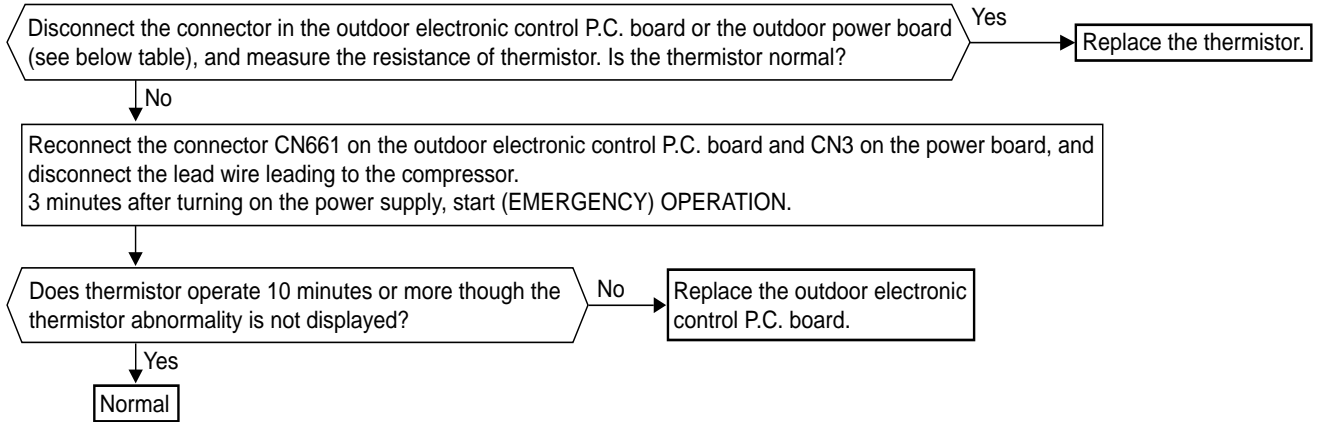 Disconnect the connector in the outdoor electronic control P.C. board or the outdoor power board
(see below table), and measure the resistance of thermistor. Is the thermistor normal?
Yes
Replace the thermistor.
No
Reconnect the connector CN661 on the outdoor electronic control P.C. board and CN3 on the power board, and
disconnect the lead wire leading to the compressor.
3 minutes after turning on the power supply, start (EMERGENCY) OPERATION.
Does thermistor operate 10 minutes or more though the
thermistor abnormality is not displayed?
No
Replace the outdoor electronic
control P.C. board.
Yes
Normal